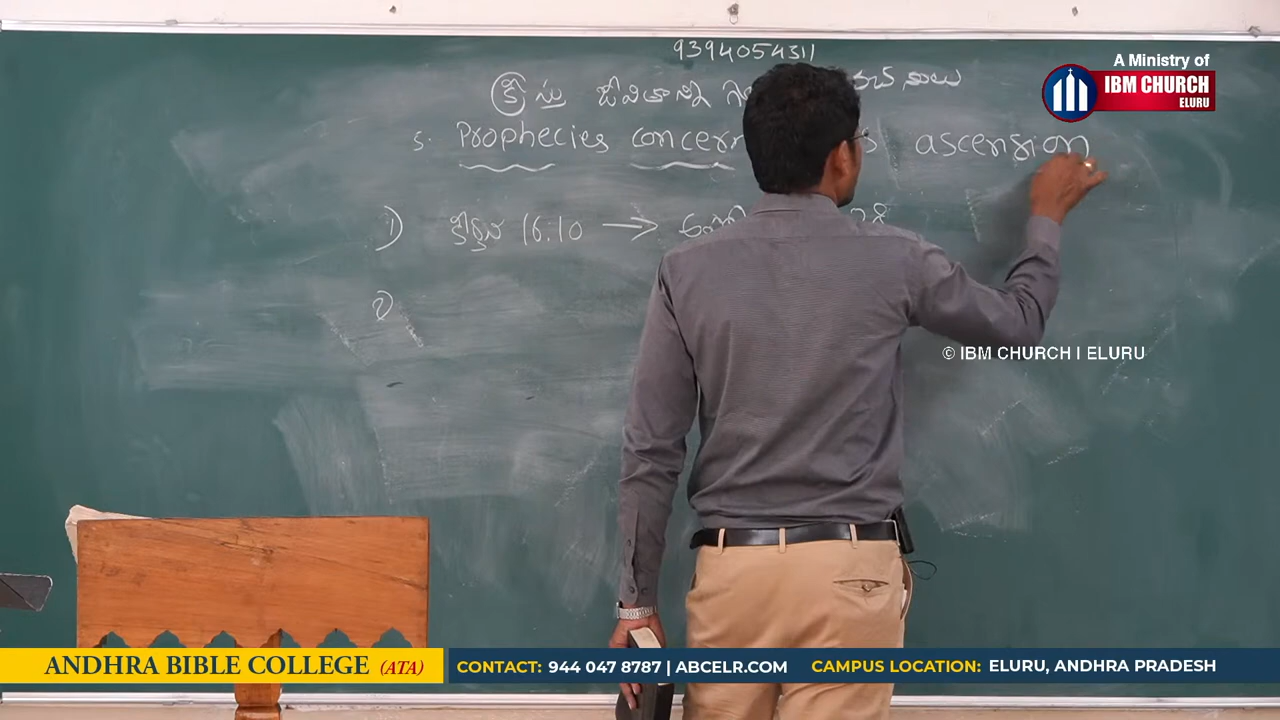 9394054311
క్రీస్తు జీవితాన్ని
5. Prophecies concern ascension
1) కీర్తన 16:10 →
2)
A Ministry of
IBM CHURCH
ELURU
© IBM CHURCH I ELURU
ANDHRA BIBLE COLLEGE (ATA)
CONTACT: 944 047 8787 | ABCELR.COM CAMPUS LOCATION: ELURU, ANDHRA PRADESH